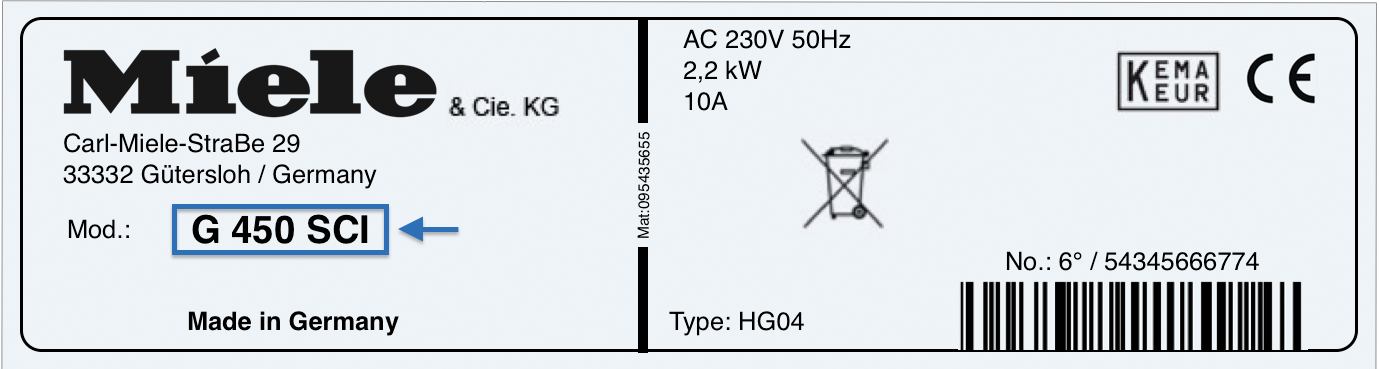 Miele & Cie. KG
Carl-Miele-StraBe 29
33332 Gütersloh / Germany
Mod.: G 450 SCI
Made in Germany
Mat:095435655
AC 230V 50Hz
2,2 kW
10A
KEMA
EUR
CE
No.: 6° / 54345666774
Type: HG04